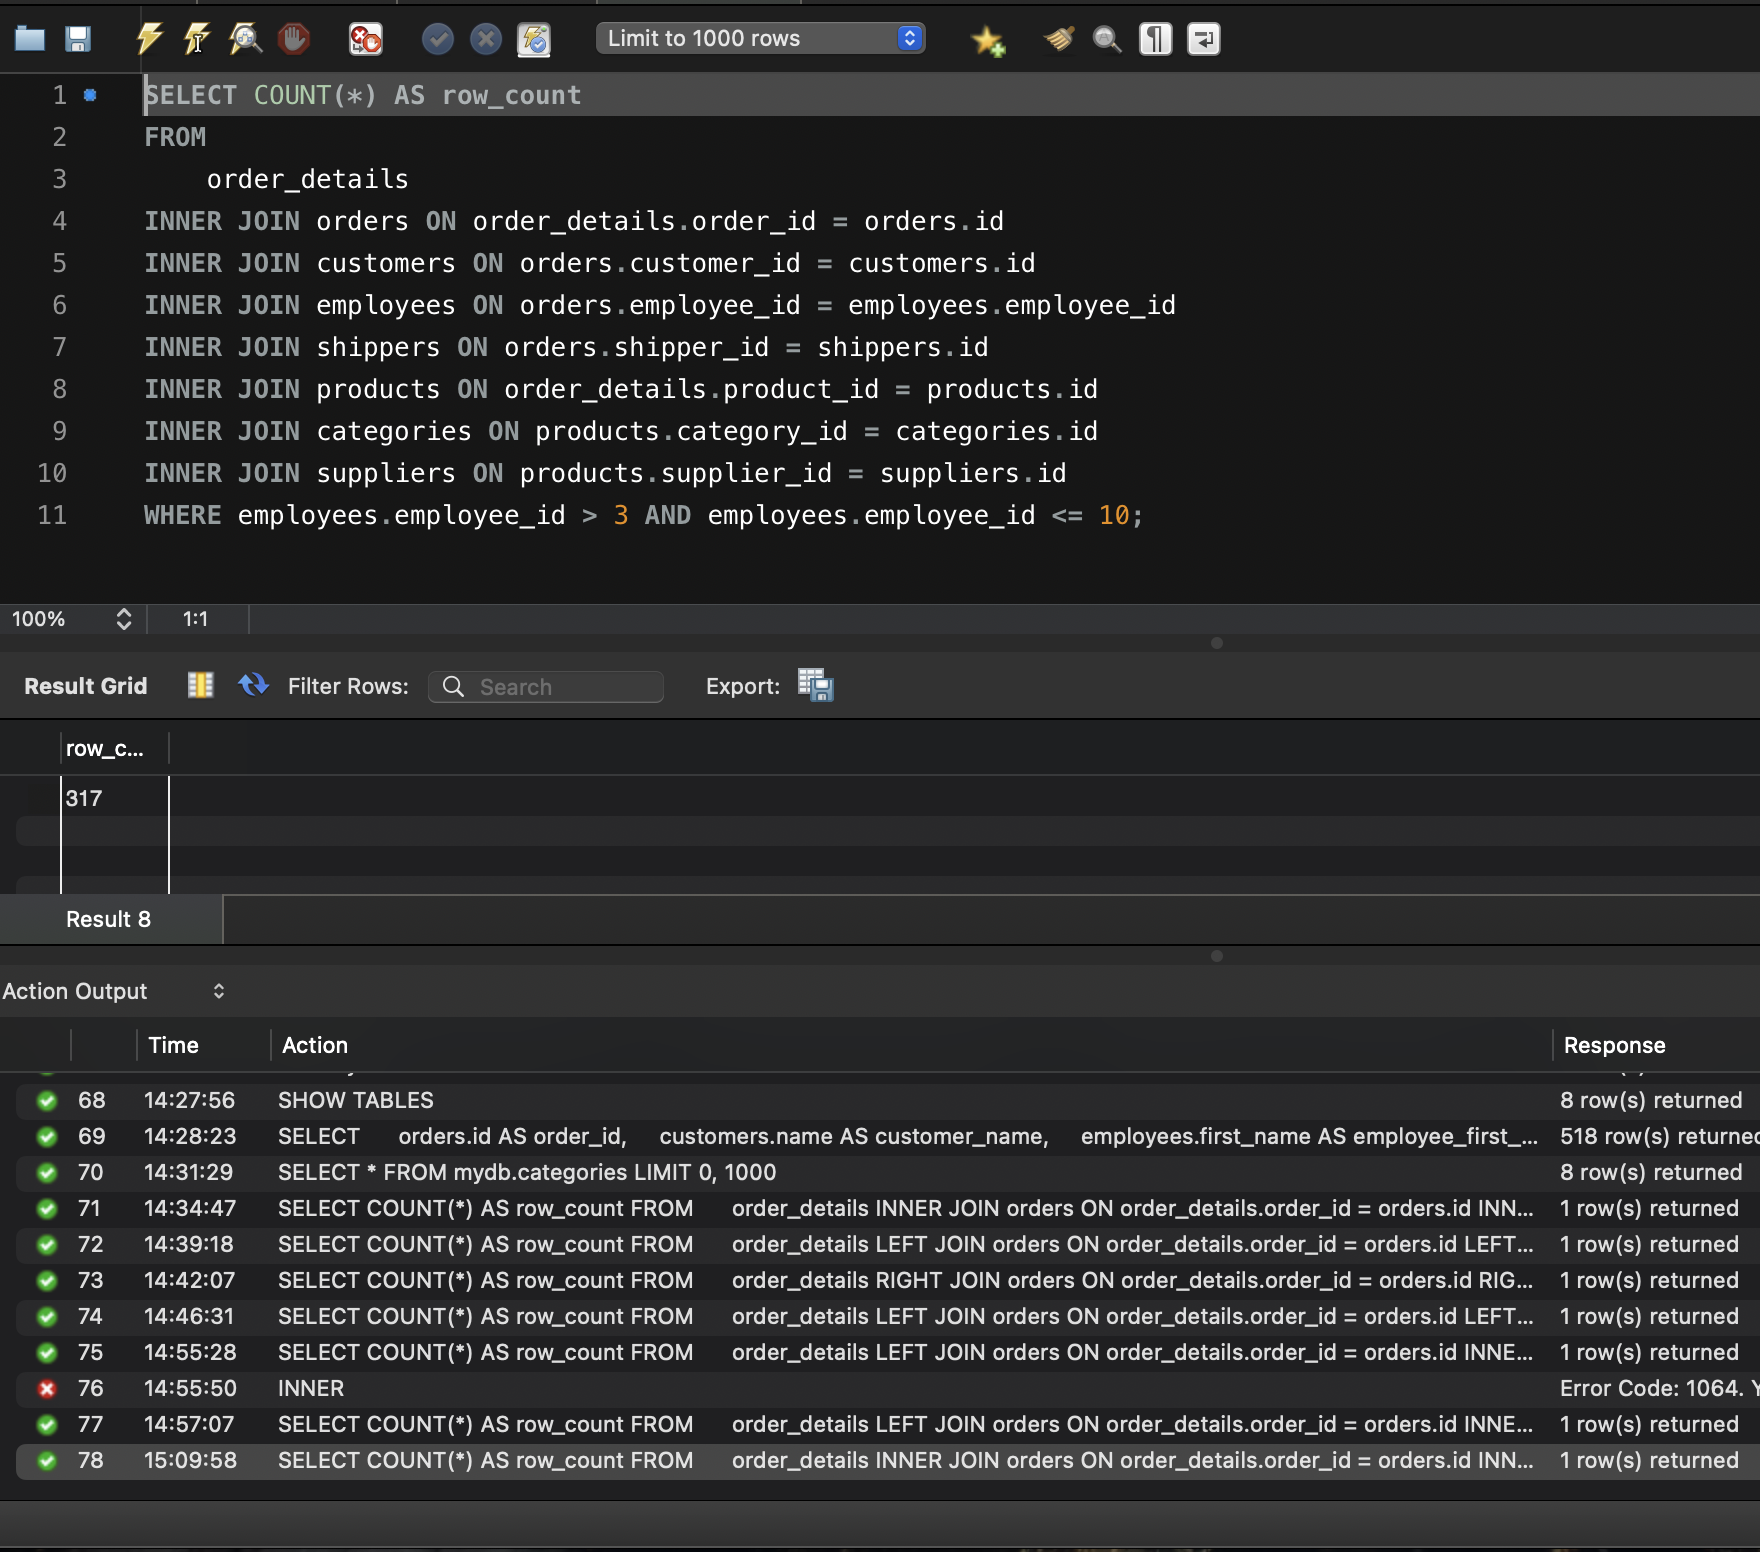 Limit to 1000 rows
1 SELECT COUNT(*) AS row_count
2 FROM
3 order_details
4 INNER JOIN orders ON order_details.order_id = orders.id
5 INNER JOIN customers ON orders.customer_id = customers.id
6 INNER JOIN employees ON orders.employee_id = employees.employee_id
7 INNER JOIN shippers ON orders.shipper_id = shippers.id
8 INNER JOIN products ON order_details.product_id = products.id
9 INNER JOIN categories ON products.category_id = categories.id
10 INNER JOIN suppliers ON products.supplier_id = suppliers.id
11 WHERE employees.employee_id > 3 AND employees.employee_id <= 10;
100% 1:1
Result Grid Filter Rows: Search Export:
row_c...
317
Result 8
Action Output
Time Action Response
68 14:27:56 SHOW TABLES 8 row(s) returned
69 14:28:23 SELECT orders.id AS order_id, customers.name AS customer_name, employees.first_name AS employee_first_... 518 row(s) returned
70 14:31:29 SELECT * FROM mydb.categories LIMIT 0, 1000 8 row(s) returned
71 14:34:47 SELECT COUNT(*) AS row_count FROM order_details INNER JOIN orders ON order_details.order_id = orders.id INN... 1 row(s) returned
72 14:39:18 SELECT COUNT(*) AS row_count FROM order_details LEFT JOIN orders ON order_details.order_id = orders.id LEFT... 1 row(s) returned
73 14:42:07 SELECT COUNT(*) AS row_count FROM order_details RIGHT JOIN orders ON order_details.order_id = orders.id RIG... 1 row(s) returned
74 14:46:31 SELECT COUNT(*) AS row_count FROM order_details LEFT JOIN orders ON order_details.order_id = orders.id LEFT... 1 row(s) returned
75 14:55:28 SELECT COUNT(*) AS row_count FROM order_details LEFT JOIN orders ON order_details.order_id = orders.id INNE... 1 row(s) returned
76 14:55:50 INNER Error Code: 1064. Y
77 14:57:07 SELECT COUNT(*) AS row_count FROM order_details LEFT JOIN orders ON order_details.order_id = orders.id INNE... 1 row(s) returned
78 15:09:58 SELECT COUNT(*) AS row_count FROM order_details INNER JOIN orders ON order_details.order_id = orders.id INN... 1 row(s) returned